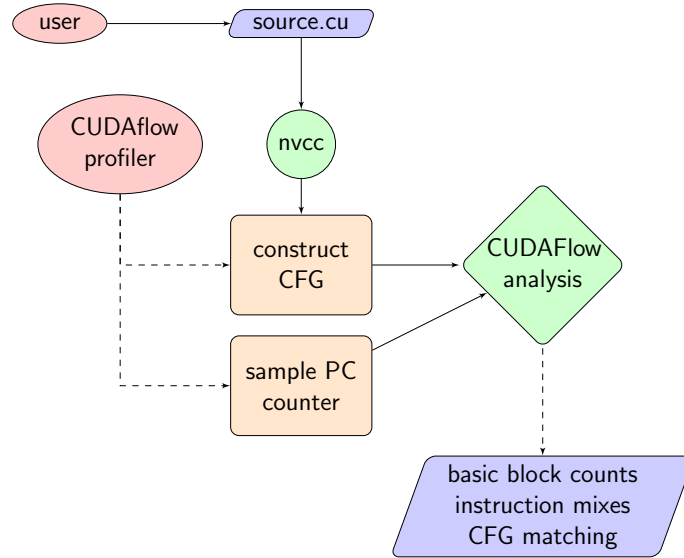 user
source.cu
CUDAflow
profiler
nvcc
construct
CFG
CUDAFlow
analysis
sample PC
counter
basic block counts
instruction mixes
CFG matching